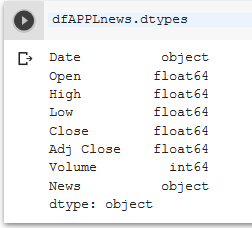 dfAPPLnews.dtypes
Date object
Open float64
High float64
Low float64
Close float64
Adj Close float64
Volume int64
News object
dtype: object